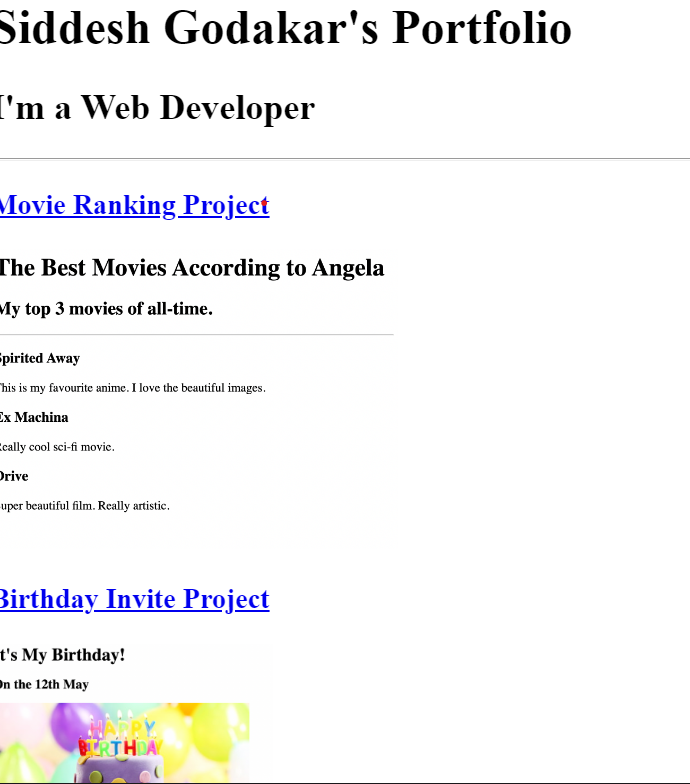 Siddesh Godakar's Portfolio
I'm a Web Developer
Movie Ranking Project
The Best Movies According to Angela
My top 3 movies of all-time.
Spirited Away
This is my favourite anime. I love the beautiful images.
Ex Machina
Really cool sci-fi movie.
Drive
Super beautiful film. Really artistic.
Birthday Invite Project
It's My Birthday!
On the 12th May
HAPPY
BIRTHDAY